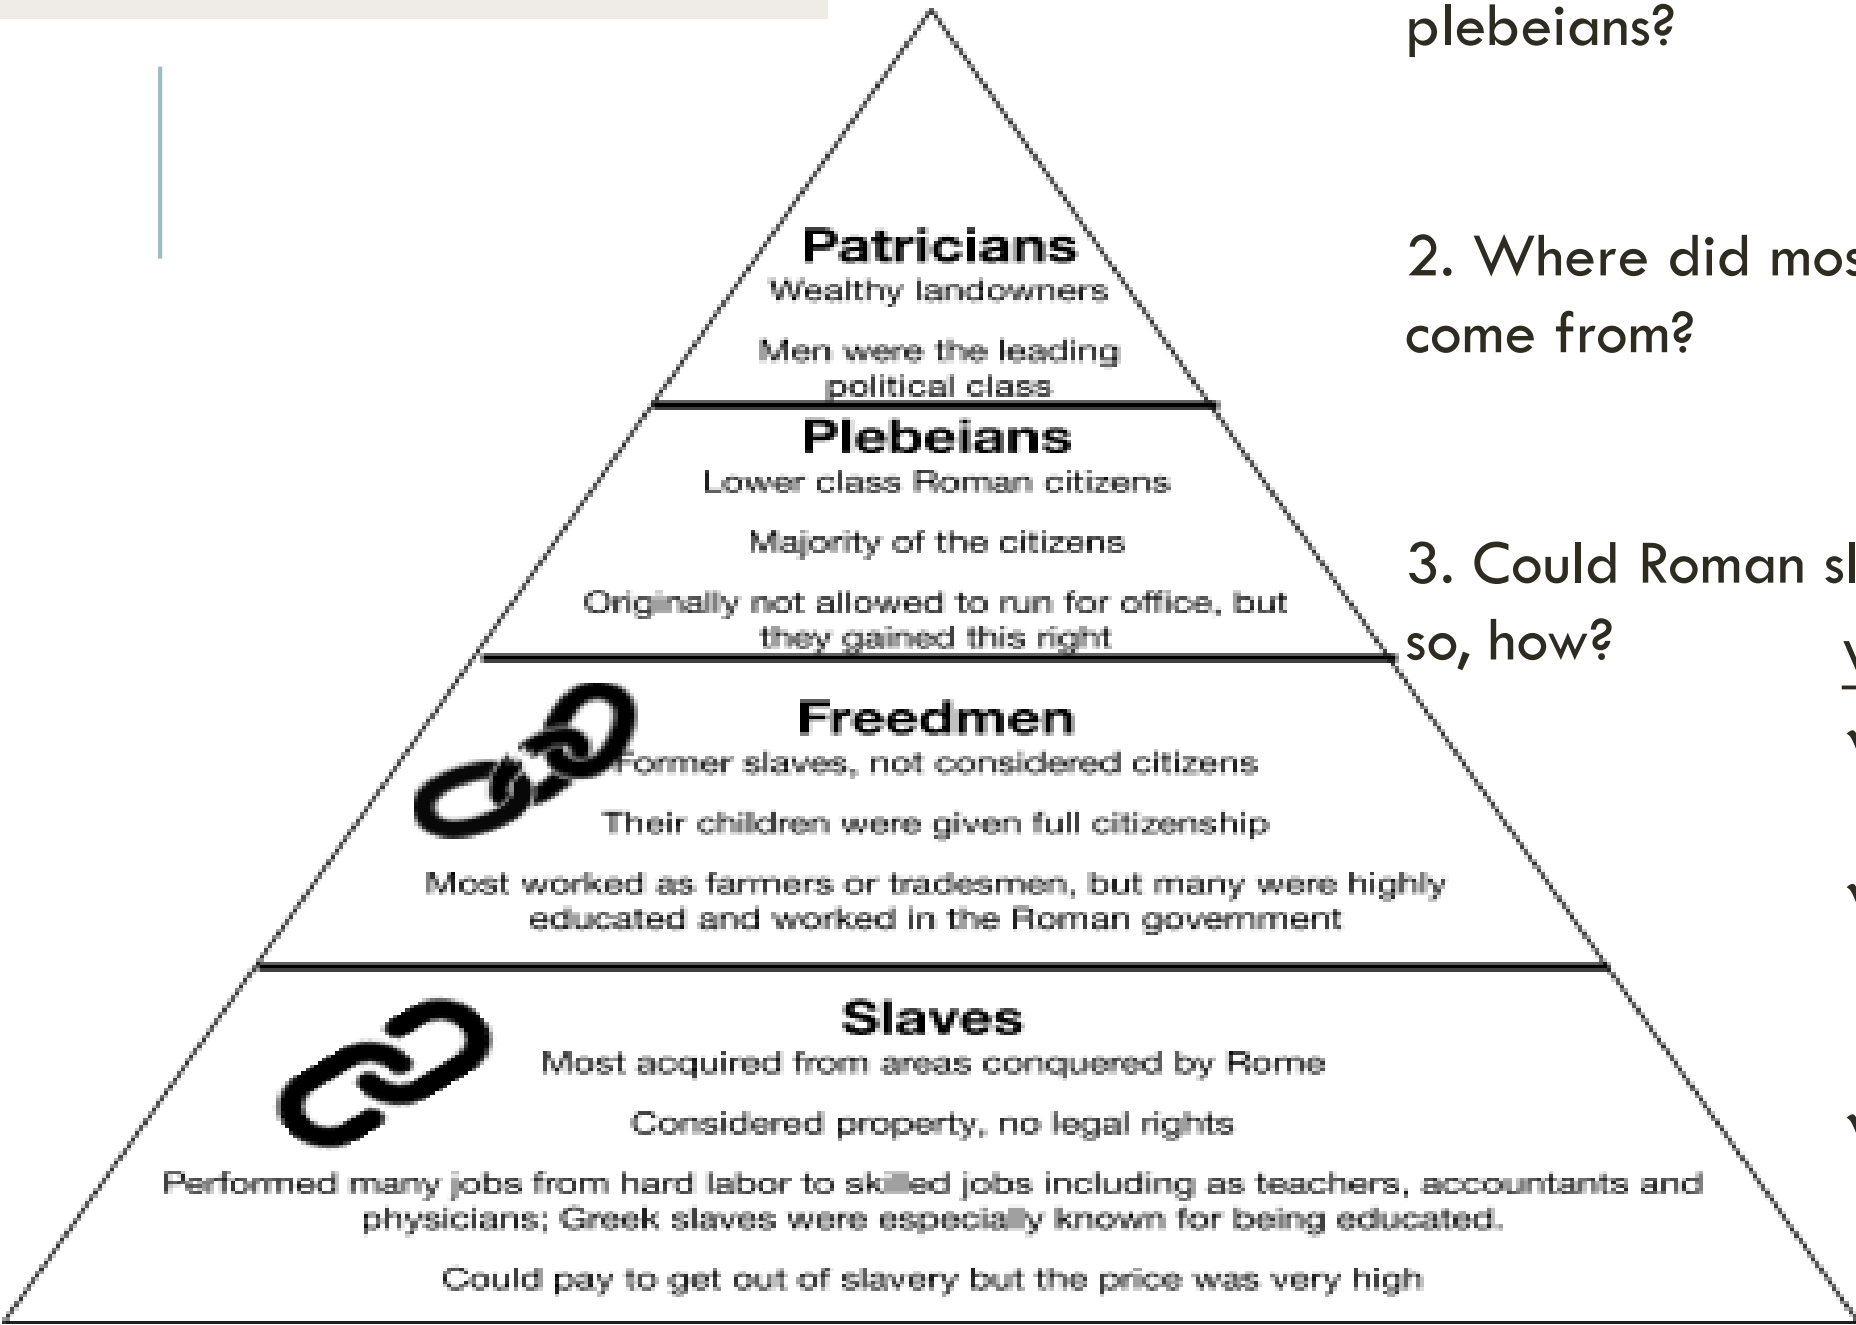 Patricians
Wealthy landowners
Men were the leading
political class
Plebeians
Lower class Roman citizens
Majority of the citizens
Originally not allowed to run for office, but
they gained this right
Freedmen
Former slaves, not considered citizens
Their children were given full citizenship
Most worked as farmers or tradesmen, but many were highly
educated and worked in the Roman government
Slaves
Most acquired from areas conquered by Rome
Considered property, no legal rights
Performed many jobs from hard labor to skilled jobs including as teachers, accountants and
physicians; Greek slaves were especially known for being educated.
Could pay to get out of slavery but the price was very high
plebeians?
2. Where did mos
come from?
3. Could Roman sl
so, how?